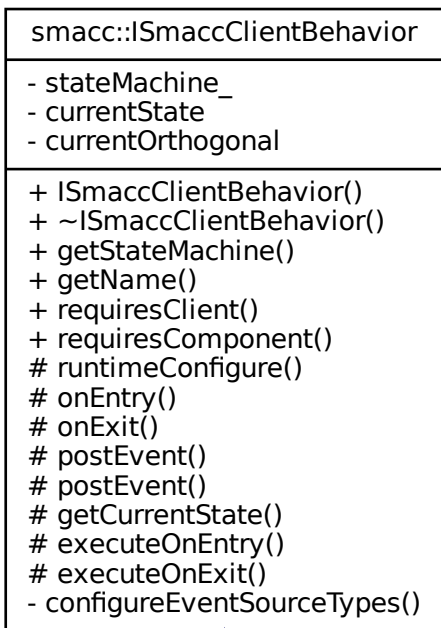 smacc::ISmaccClientBehavior
- stateMachine_
- currentState
- currentOrthogonal
+ ISmaccClientBehavior()
+ ~ISmaccClientBehavior()
+ getStateMachine()
+ getName()
+ requiresClient()
+ requiresComponent()
# runtimeConfigure()
# onEntry()
# onExit()
# postEvent()
# postEvent()
# getCurrentState()
# executeOnEntry()
# executeOnExit()
- configureEventSourceTypes()